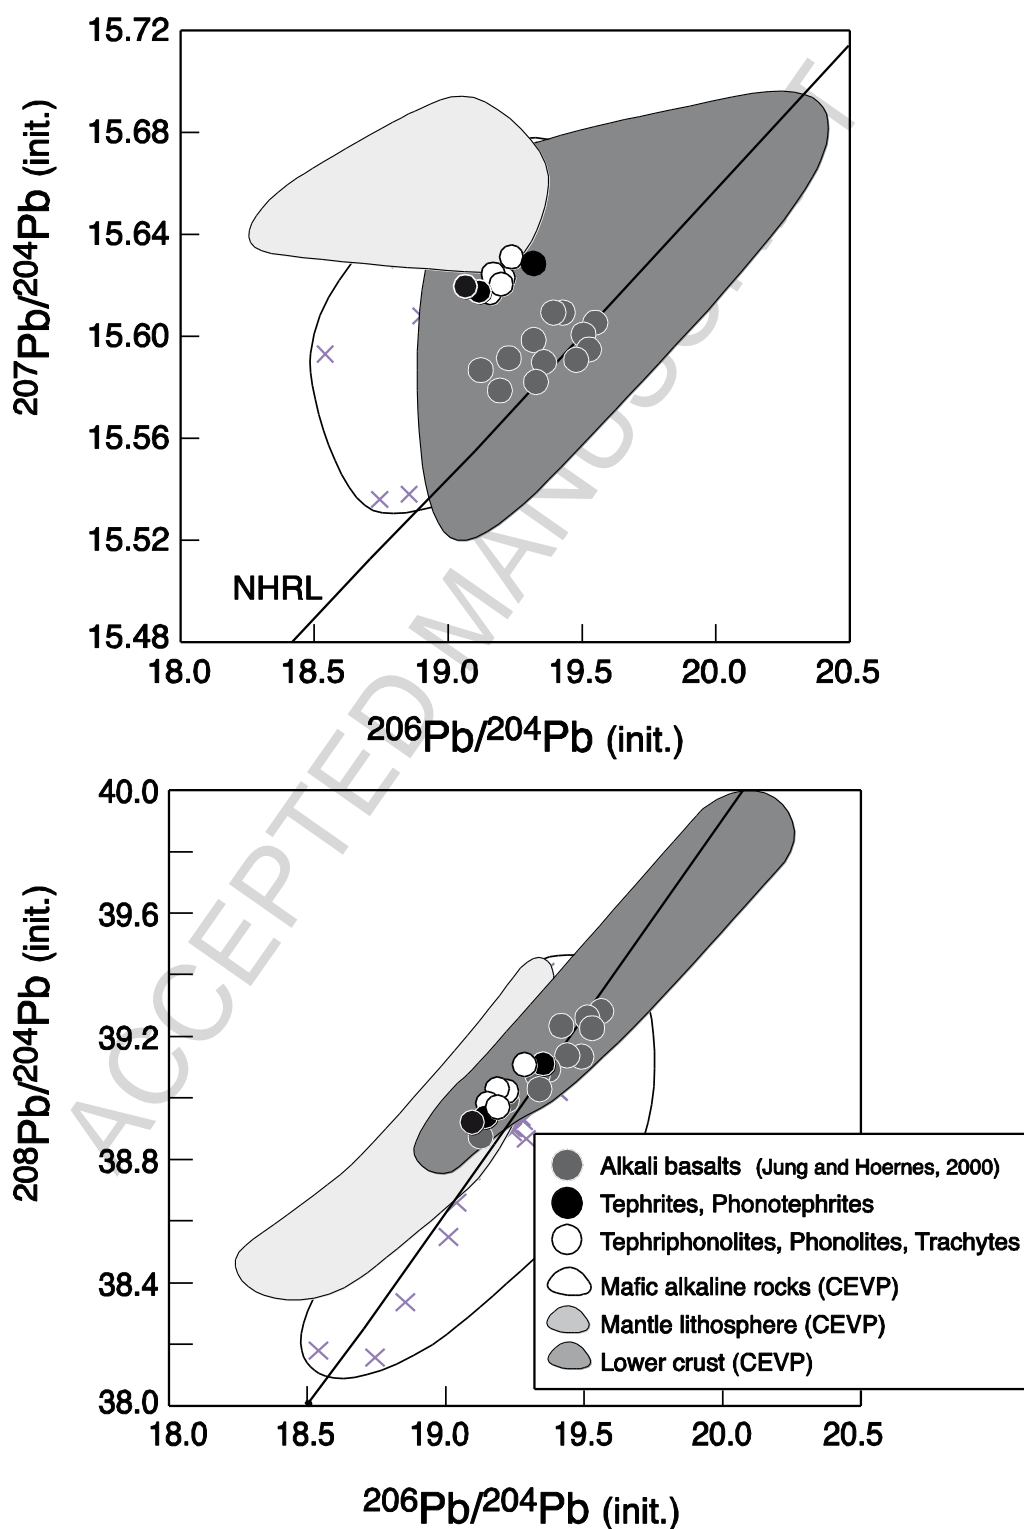 15.72
15.68
15.64
15.60
15.56
15.52
15.48
207Pb/204Pb (init.)
NHRL
18.0 18.5 19.0 19.5 20.0 20.5
206Pb/204Pb (init.)
ACCEPTED MANUSCRIPT
40.0
39.6
39.2
38.8
38.4
38.0
208Pb/204Pb (init.)
Alkali basalts (Jung and Hoernes, 2000)
Tephrites, Phonotephrites
Tephriphonolites, Phonolites, Trachytes
Mafic alkaline rocks (CEVP)
Mantle lithosphere (CEVP)
Lower crust (CEVP)
18.0 18.5 19.0 19.5 20.0 20.5
206Pb/204Pb (init.)